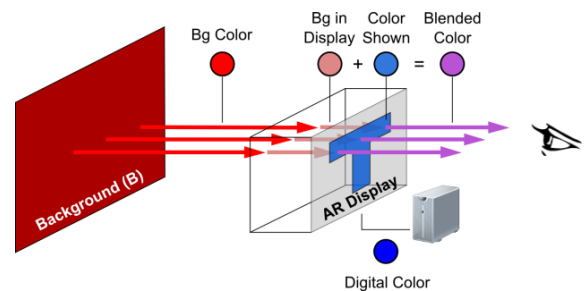 Bg Color
Bg in
Display
+
Color
Shown
=
Blended
Color
Background (B)
AR Display
Digital Color